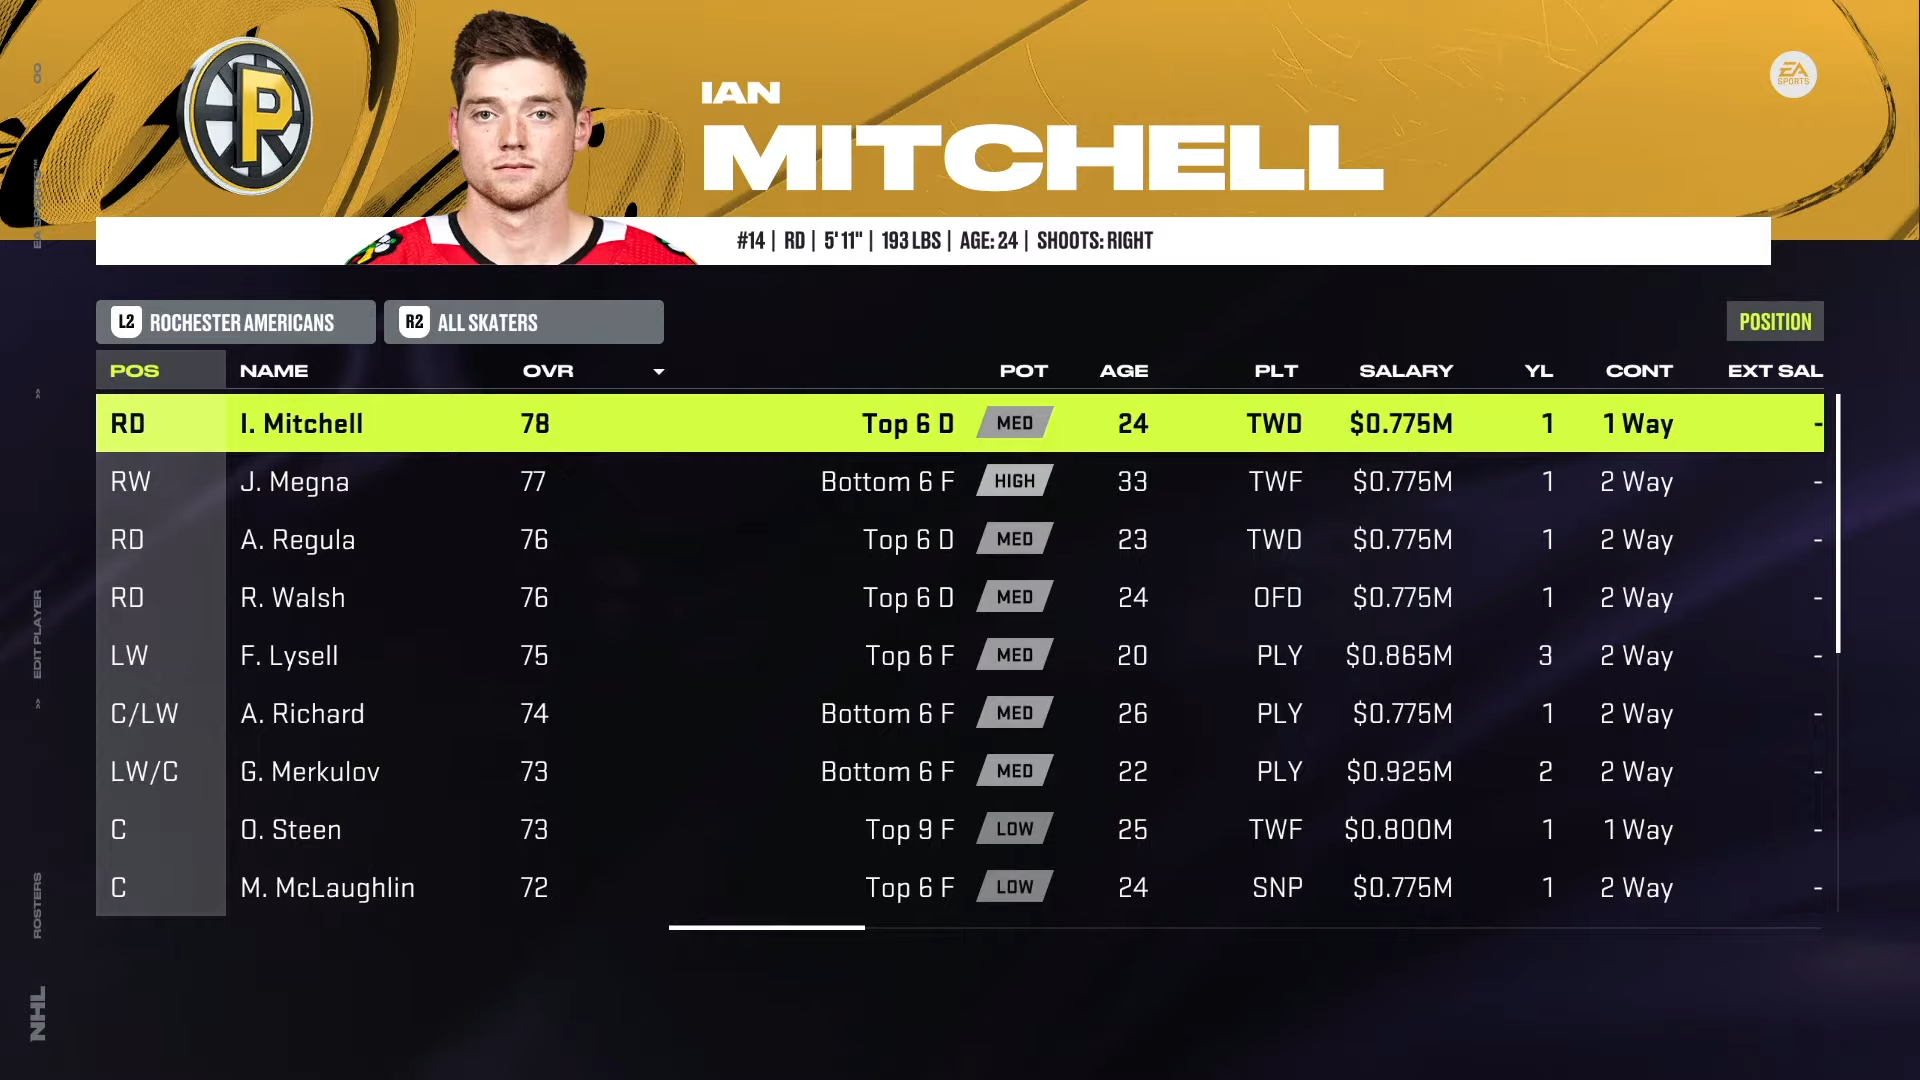 IAN
MITCHELL
P
EA
SPORTS
#14 | RD | 5'11" | 193 LBS | AGE: 24 | SHOOTS: RIGHT
L2 ROCHESTER AMERICANS R2 ALL SKATERS POSITION
POS NAME OVR POT AGE PLT SALARY YL CONT EXT SAL
RD I. Mitchell 78 Top 6 D MED 24 TWD $0.775M 1 1 Way -
RW J. Megna 77 Bottom 6 F HIGH 33 TWF $0.775M 1 2 Way -
RD A. Regula 76 Top 6 D MED 23 TWD $0.775M 1 2 Way -
RD R. Walsh 76 Top 6 D MED 24 OFD $0.775M 1 2 Way -
LW F. Lysell 75 Top 6 F MED 20 PLY $0.865M 3 2 Way -
C/LW A. Richard 74 Bottom 6 F MED 26 PLY $0.775M 1 2 Way -
LW/C G. Merkulov 73 Bottom 6 F MED 22 PLY $0.925M 2 2 Way -
C O. Steen 73 Top 9 F LOW 25 TWF $0.800M 1 1 Way -
C M. McLaughlin 72 Top 6 F LOW 24 SNP $0.775M 1 2 Way -
NHL
ROSTERS
>> EDIT PLAYER
>>